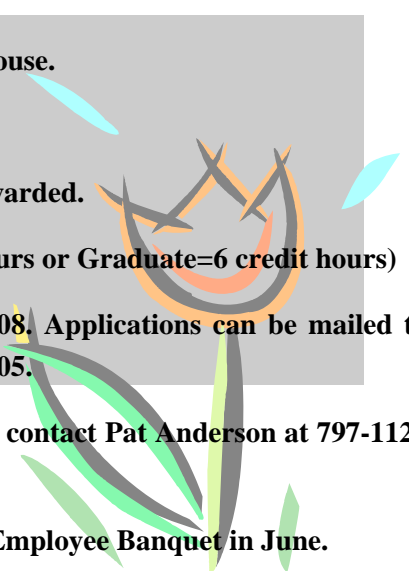 ouse.
warded.
urs or Graduate=6 credit hours)
08. Applications can be mailed t
05.
contact Pat Anderson at 797-112
Employee Banquet in June.